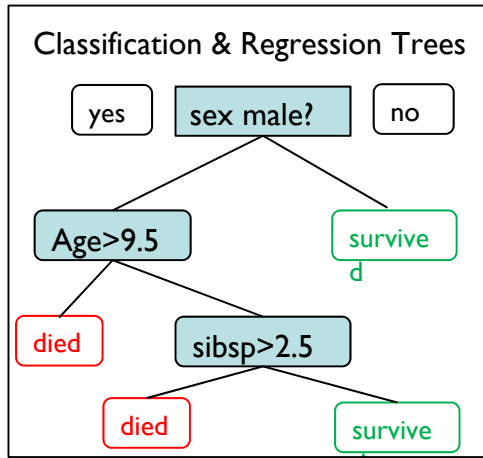 Classification & Regression Trees
yes
sex male?
no
Age>9.5
survive
d
died
sibsp>2.5
died
survive